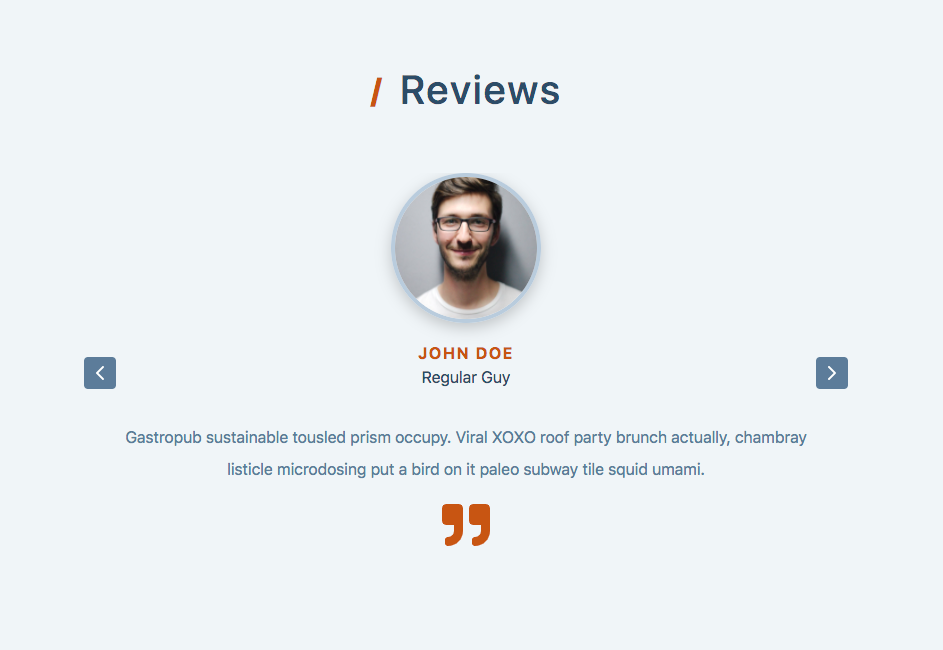 / Reviews
JOHN DOE
Regular Guy
Gastropub sustainable tousled prism occupy. Viral XOXO roof party brunch actually, chambray
listicle microdosing put a bird on it paleo subway tile squid umami.
”